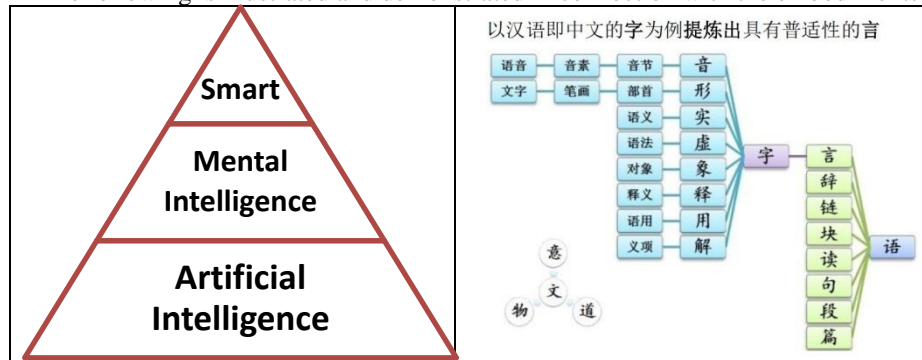 Smart
Mental
Intelligence
Artificial
Intelligence
以汉语即中文的字为例提炼出具有普适性的言
语音 音素 音节 音
文字 笔画 部首 形
语义 实
语法 虚
对象 象
释义 释
语用 用
义项 解
字
言
辞
链
块
读
句
段
篇
语
意
文
物
道